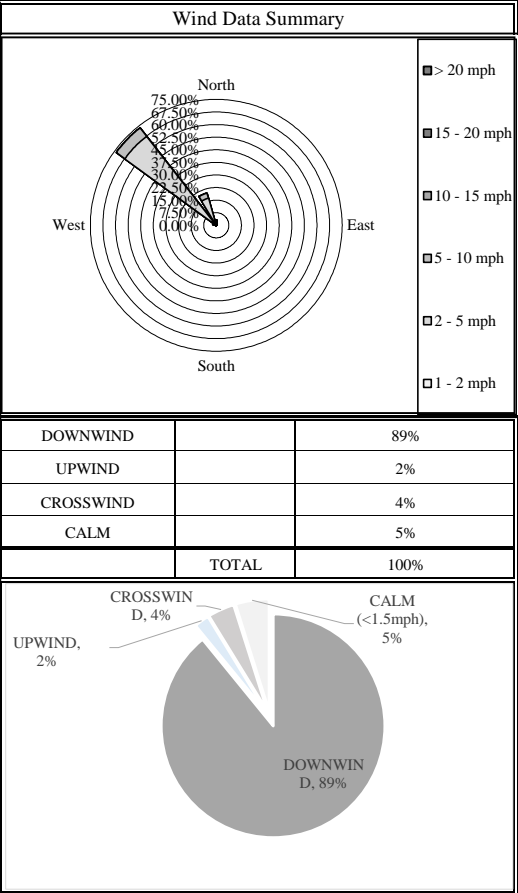 Wind Data Summary
North
75.00%
67.50%
60.00%
52.50%
45.00%
37.50%
30.00%
22.50%
15.00%
7.50%
0.00%
West
East
South
> 20 mph
15 - 20 mph
10 - 15 mph
5 - 10 mph
2 - 5 mph
1 - 2 mph
DOWNWIND 89%
UPWIND 2%
CROSSWIND 4%
CALM 5%
TOTAL 100%
CROSSWIN
D, 4%
CALM
(<1.5mph),
5%
UPWIND,
2%
DOWNWIN
D, 89%